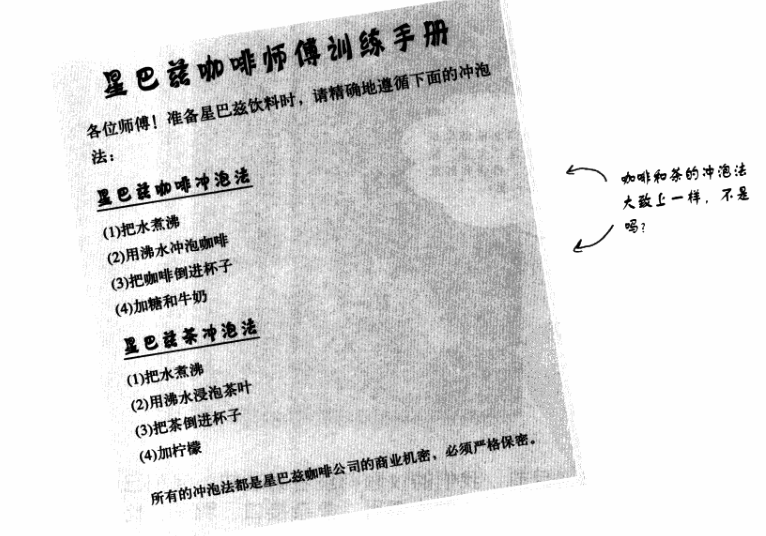 星巴兹咖啡师傅训练手册
各位师傅！准备星巴兹饮料时，请精确地遵循下面的冲泡
法：
星巴兹咖啡冲泡法
(1)把水煮沸
(2)用沸水冲泡咖啡
(3)把咖啡倒进杯子
(4)加糖和牛奶
星巴兹茶冲泡法
(1)把水煮沸
(2)用沸水浸泡茶叶
(3)把茶倒进杯子
(4)加柠檬
所有的冲泡法都是星巴兹咖啡公司的商业机密，必须严格保密。
咖啡和茶的冲泡法
大致上一样，不是
吗？